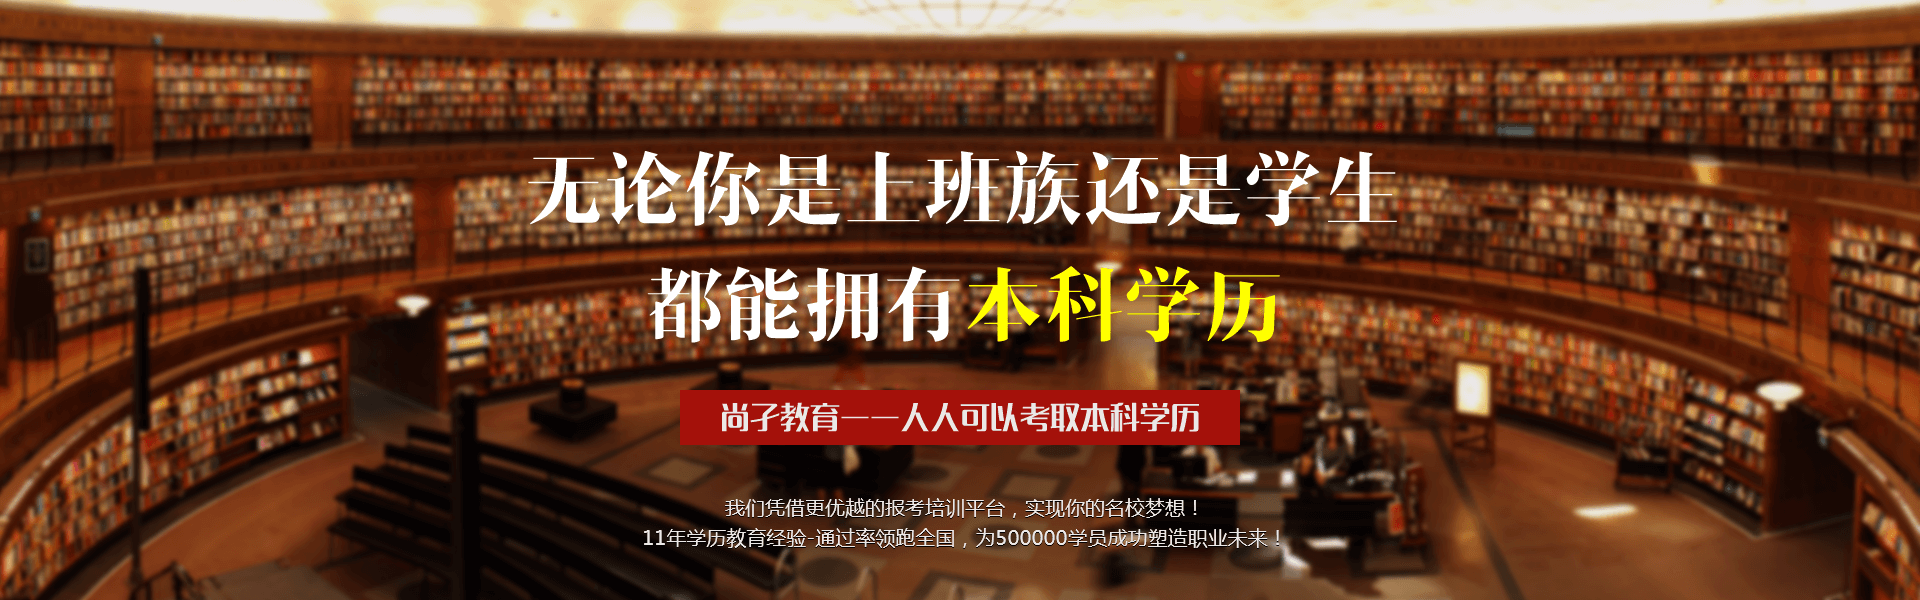 无论你是上班族还是学生
都能拥有本科学历
尚孑教育一一人人可以考取本科学历
我们凭借更优越的报考培训平台，实现你的名校梦想！
11年学历教育经验-通过率领跑全国，为500000学员成功塑造职业未来！